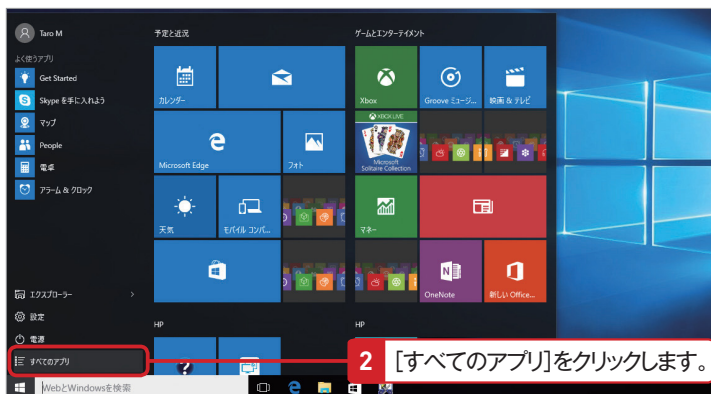 Taro M
よく使うアプリ
Get Started
Skype を手に入れよう
マップ
People
電卓
アラーム & クロック
エクスプローラー
設定
電源
すべてのアプリ
WebとWindowsを検索
予定と近況
カレンダー
Microsoft Edge
フォト
天気
モバイル コンパ...
HP
ゲームとエンターテイメント
Xbox
Groove ミュージ...
映画 & テレビ
XBOX LIVE
Microsoft
Solitaire Collection
マネー
OneNote
新しい Office...
HP
2 [すべてのアプリ]をクリックします。